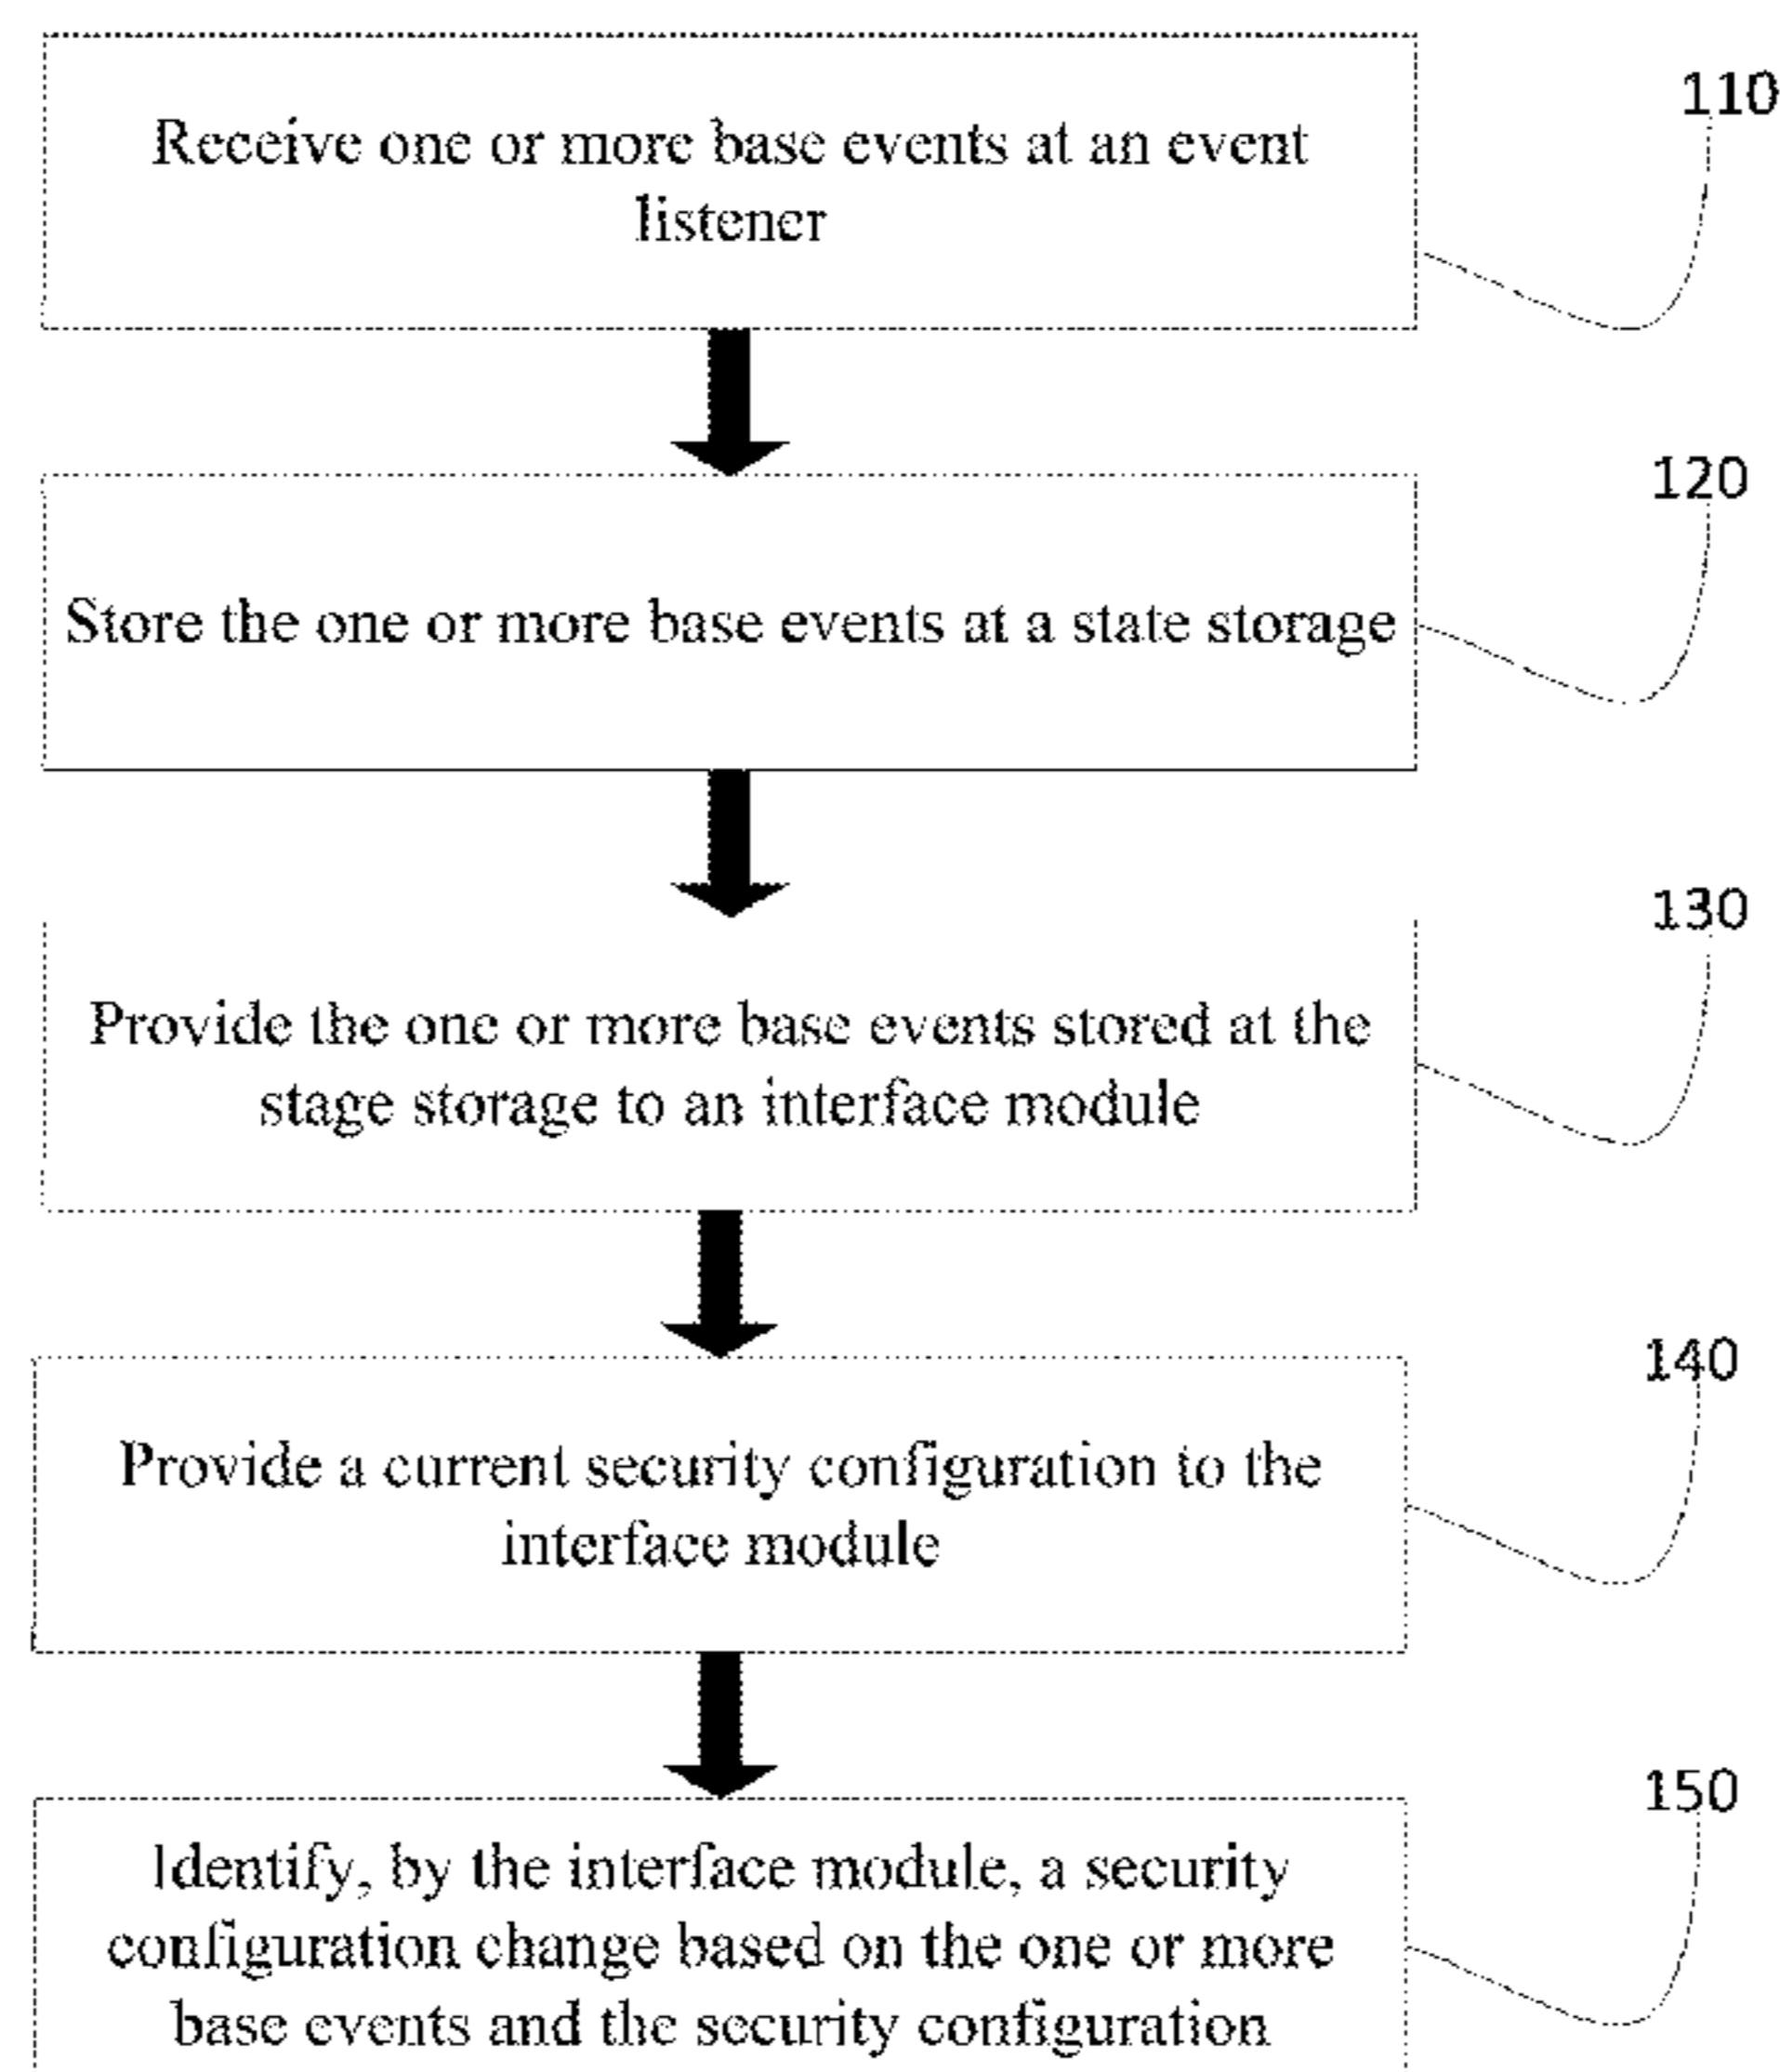 110
Receive one or more base events at an event
listener
120
Store the one or more base events at a state storage
130
Provide the one or more base events stored at the
stage storage to an interface module
140
Provide a current security configuration to the
interface module
150
Identify, by the interface module, a security
configuration change based on the one or more
base events and the security configuration